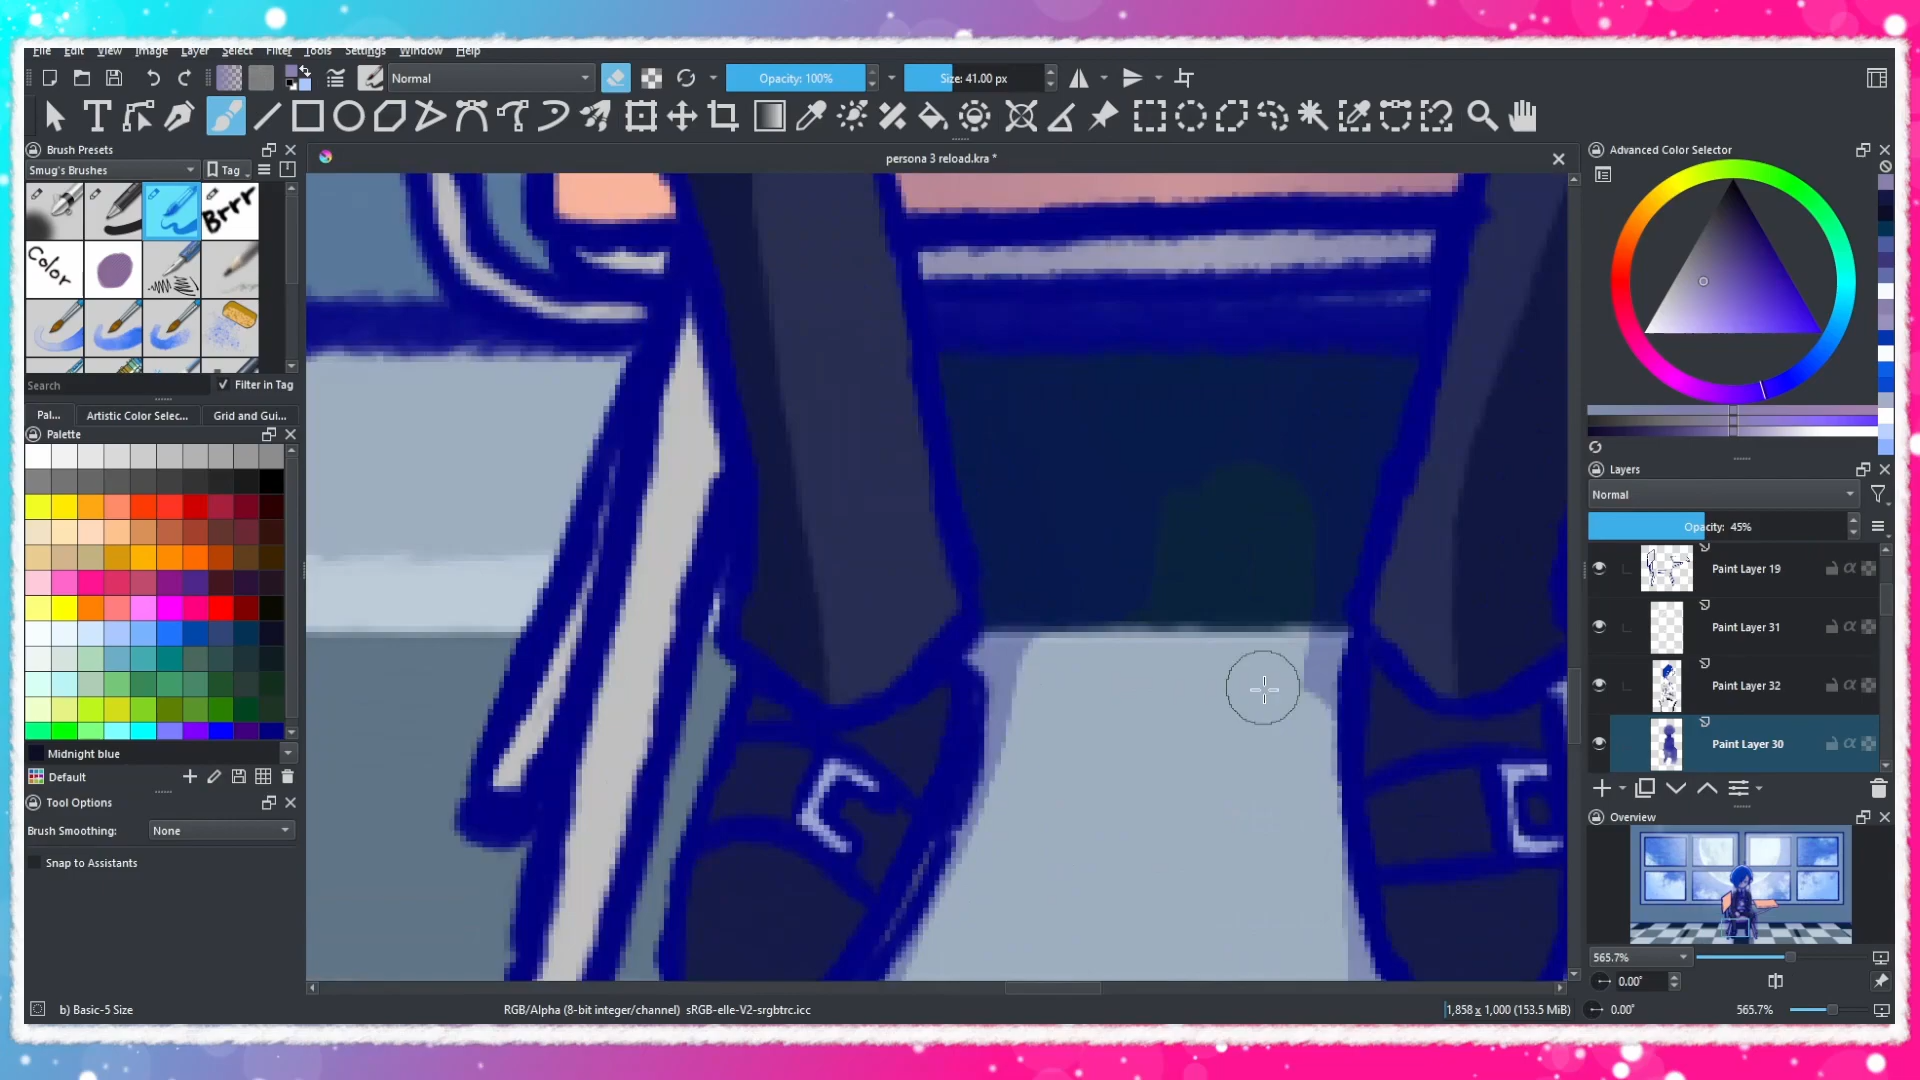 File Edit View Image Layer Select Filter Tools Settings Window Help
Normal Opacity: 100% Size: 41.00 px
Brush Presets
persona 3 reload.kra *
Advanced Color Selector
Smug's Brushes Tag
Brrr
Color
Search Filter in Tag
Pal... Artistic Color Selec... Grid and Gui...
Palette
Layers
Normal
Opacity: 45%
Paint Layer 19
Paint Layer 31
Paint Layer 32
Paint Layer 30
Midnight blue
Default
Tool Options
Overview
Brush Smoothing: None
Snap to Assistants
565.7%
0.00°
b) Basic-5 Size
RGB/Alpha (8-bit integer/channel) sRGB-elle-V2-srgbtrc.icc
1,858 x 1,000 (153.5 MiB)
0.00°
565.7%